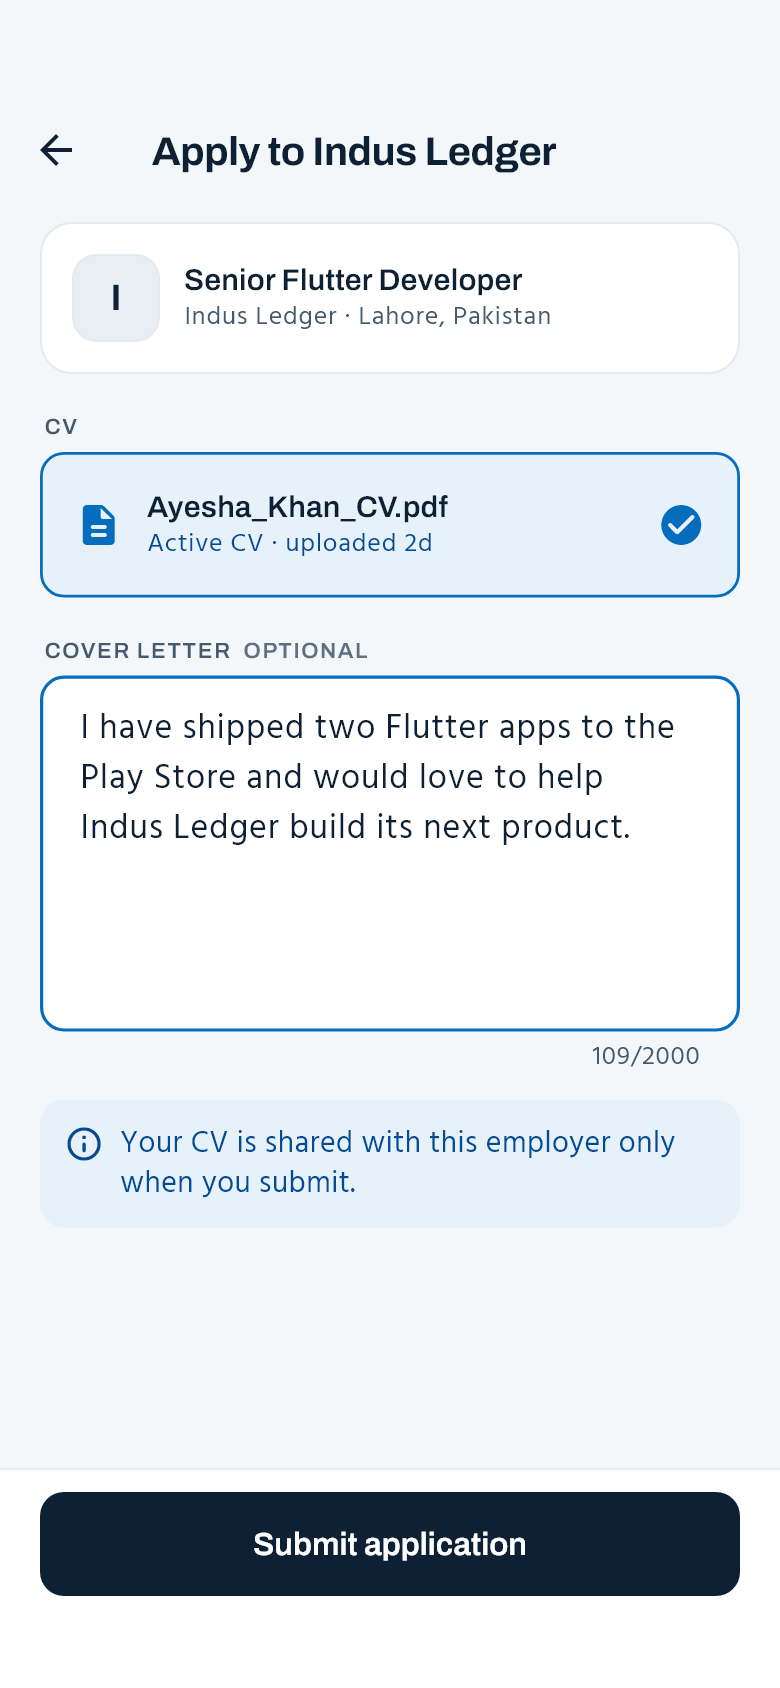 Apply to Indus Ledger
I
Senior Flutter Developer
Indus Ledger · Lahore, Pakistan
CV
Ayesha_Khan_CV.pdf
Active CV · uploaded 2d
COVER LETTER OPTIONAL
I have shipped two Flutter apps to the
Play Store and would love to help
Indus Ledger build its next product.
109/2000
Your CV is shared with this employer only
when you submit.
Submit application